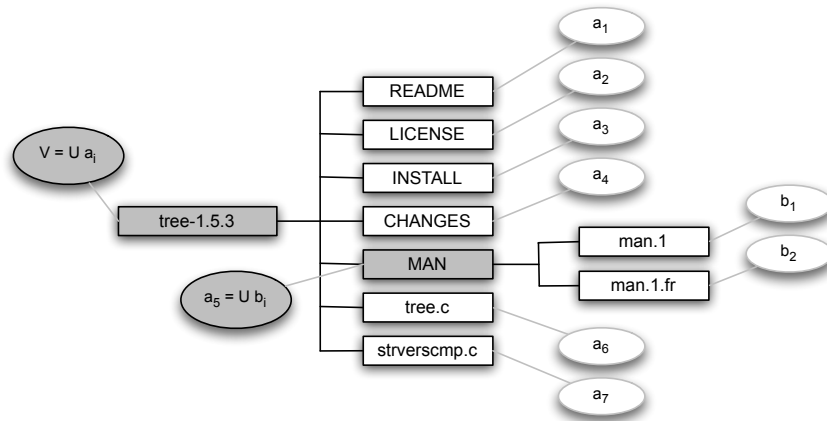 a₁
README
a₂
LICENSE
a₃
V = U aᵢ
INSTALL
a₄
tree-1.5.3
CHANGES
b₁
man.1
MAN
b₂
a₅ = U bᵢ
man.1.fr
tree.c
a₆
strverscmp.c
a₇